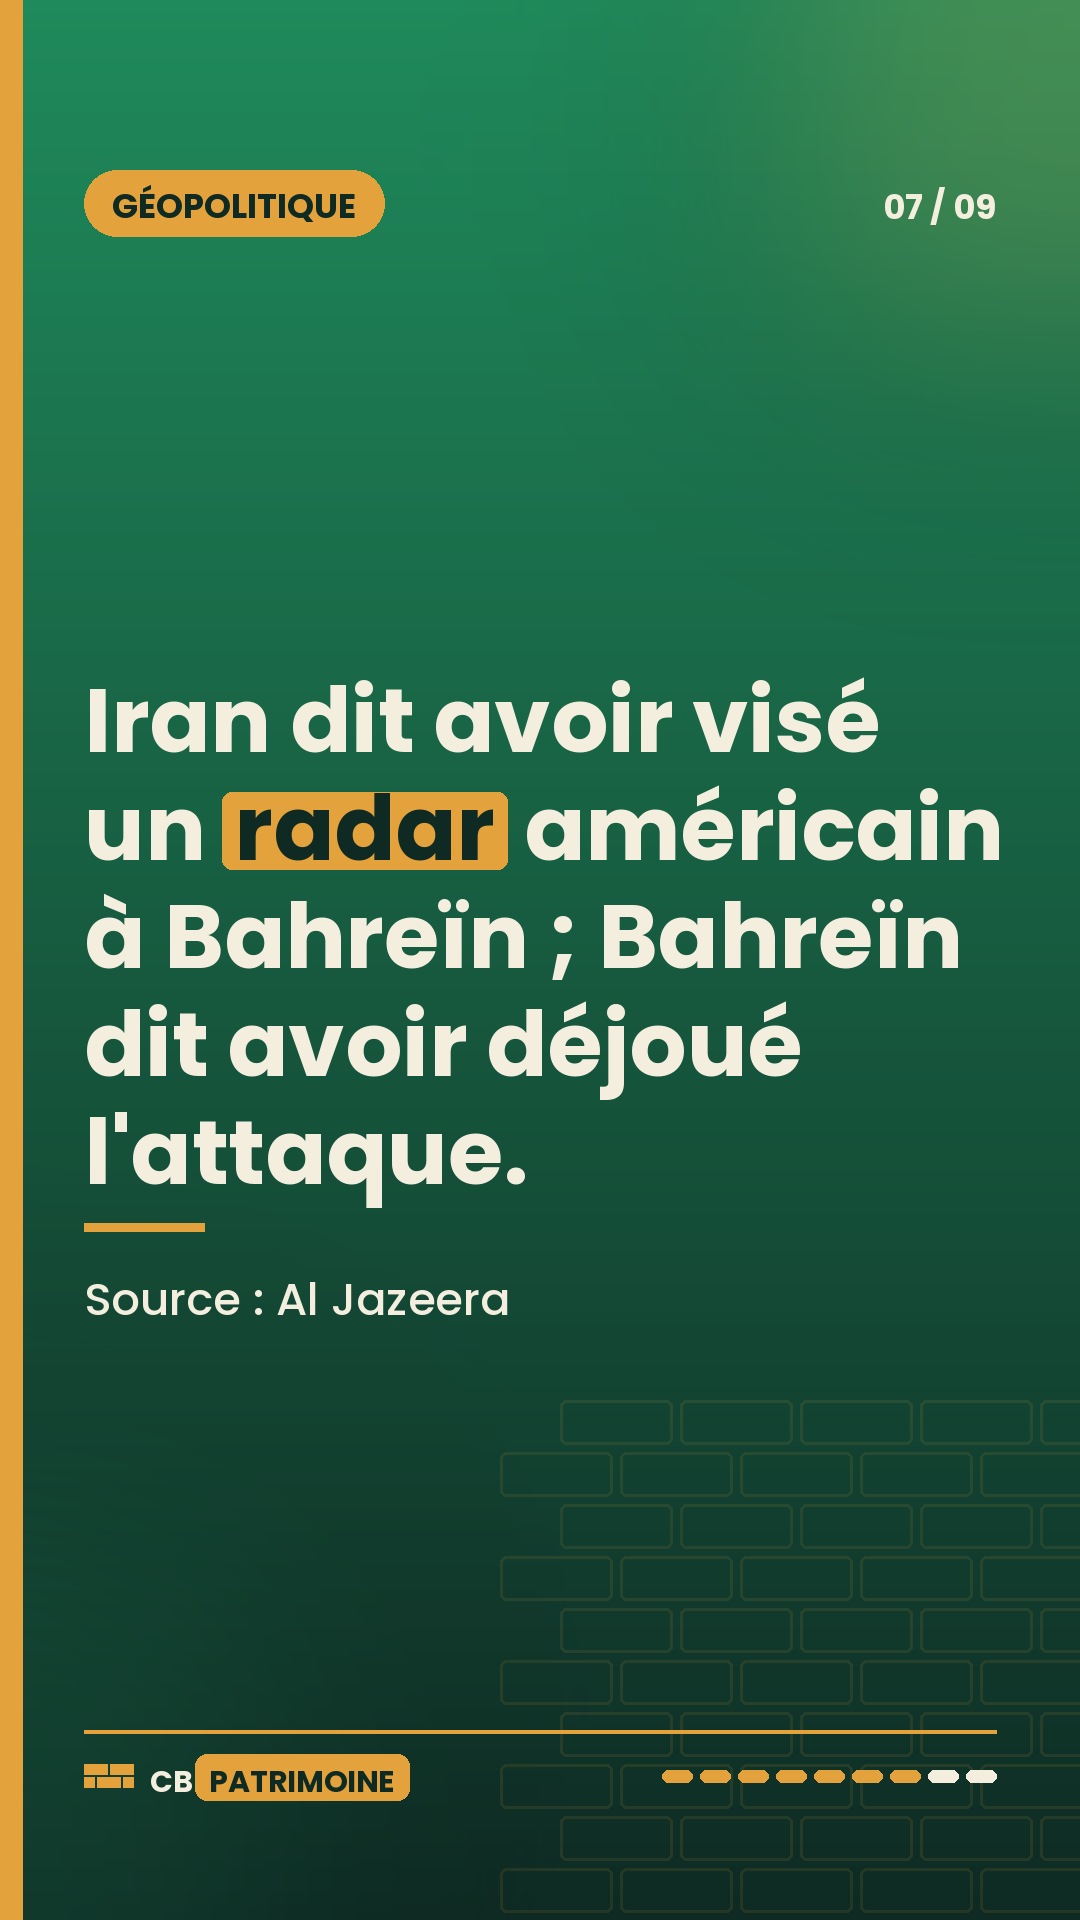 GÉOPOLITIQUE
07 / 09
Iran dit avoir visé
un radar américain
à Bahreïn ; Bahreïn
dit avoir déjoué
l'attaque.
Source : Al Jazeera
CB PATRIMOINE